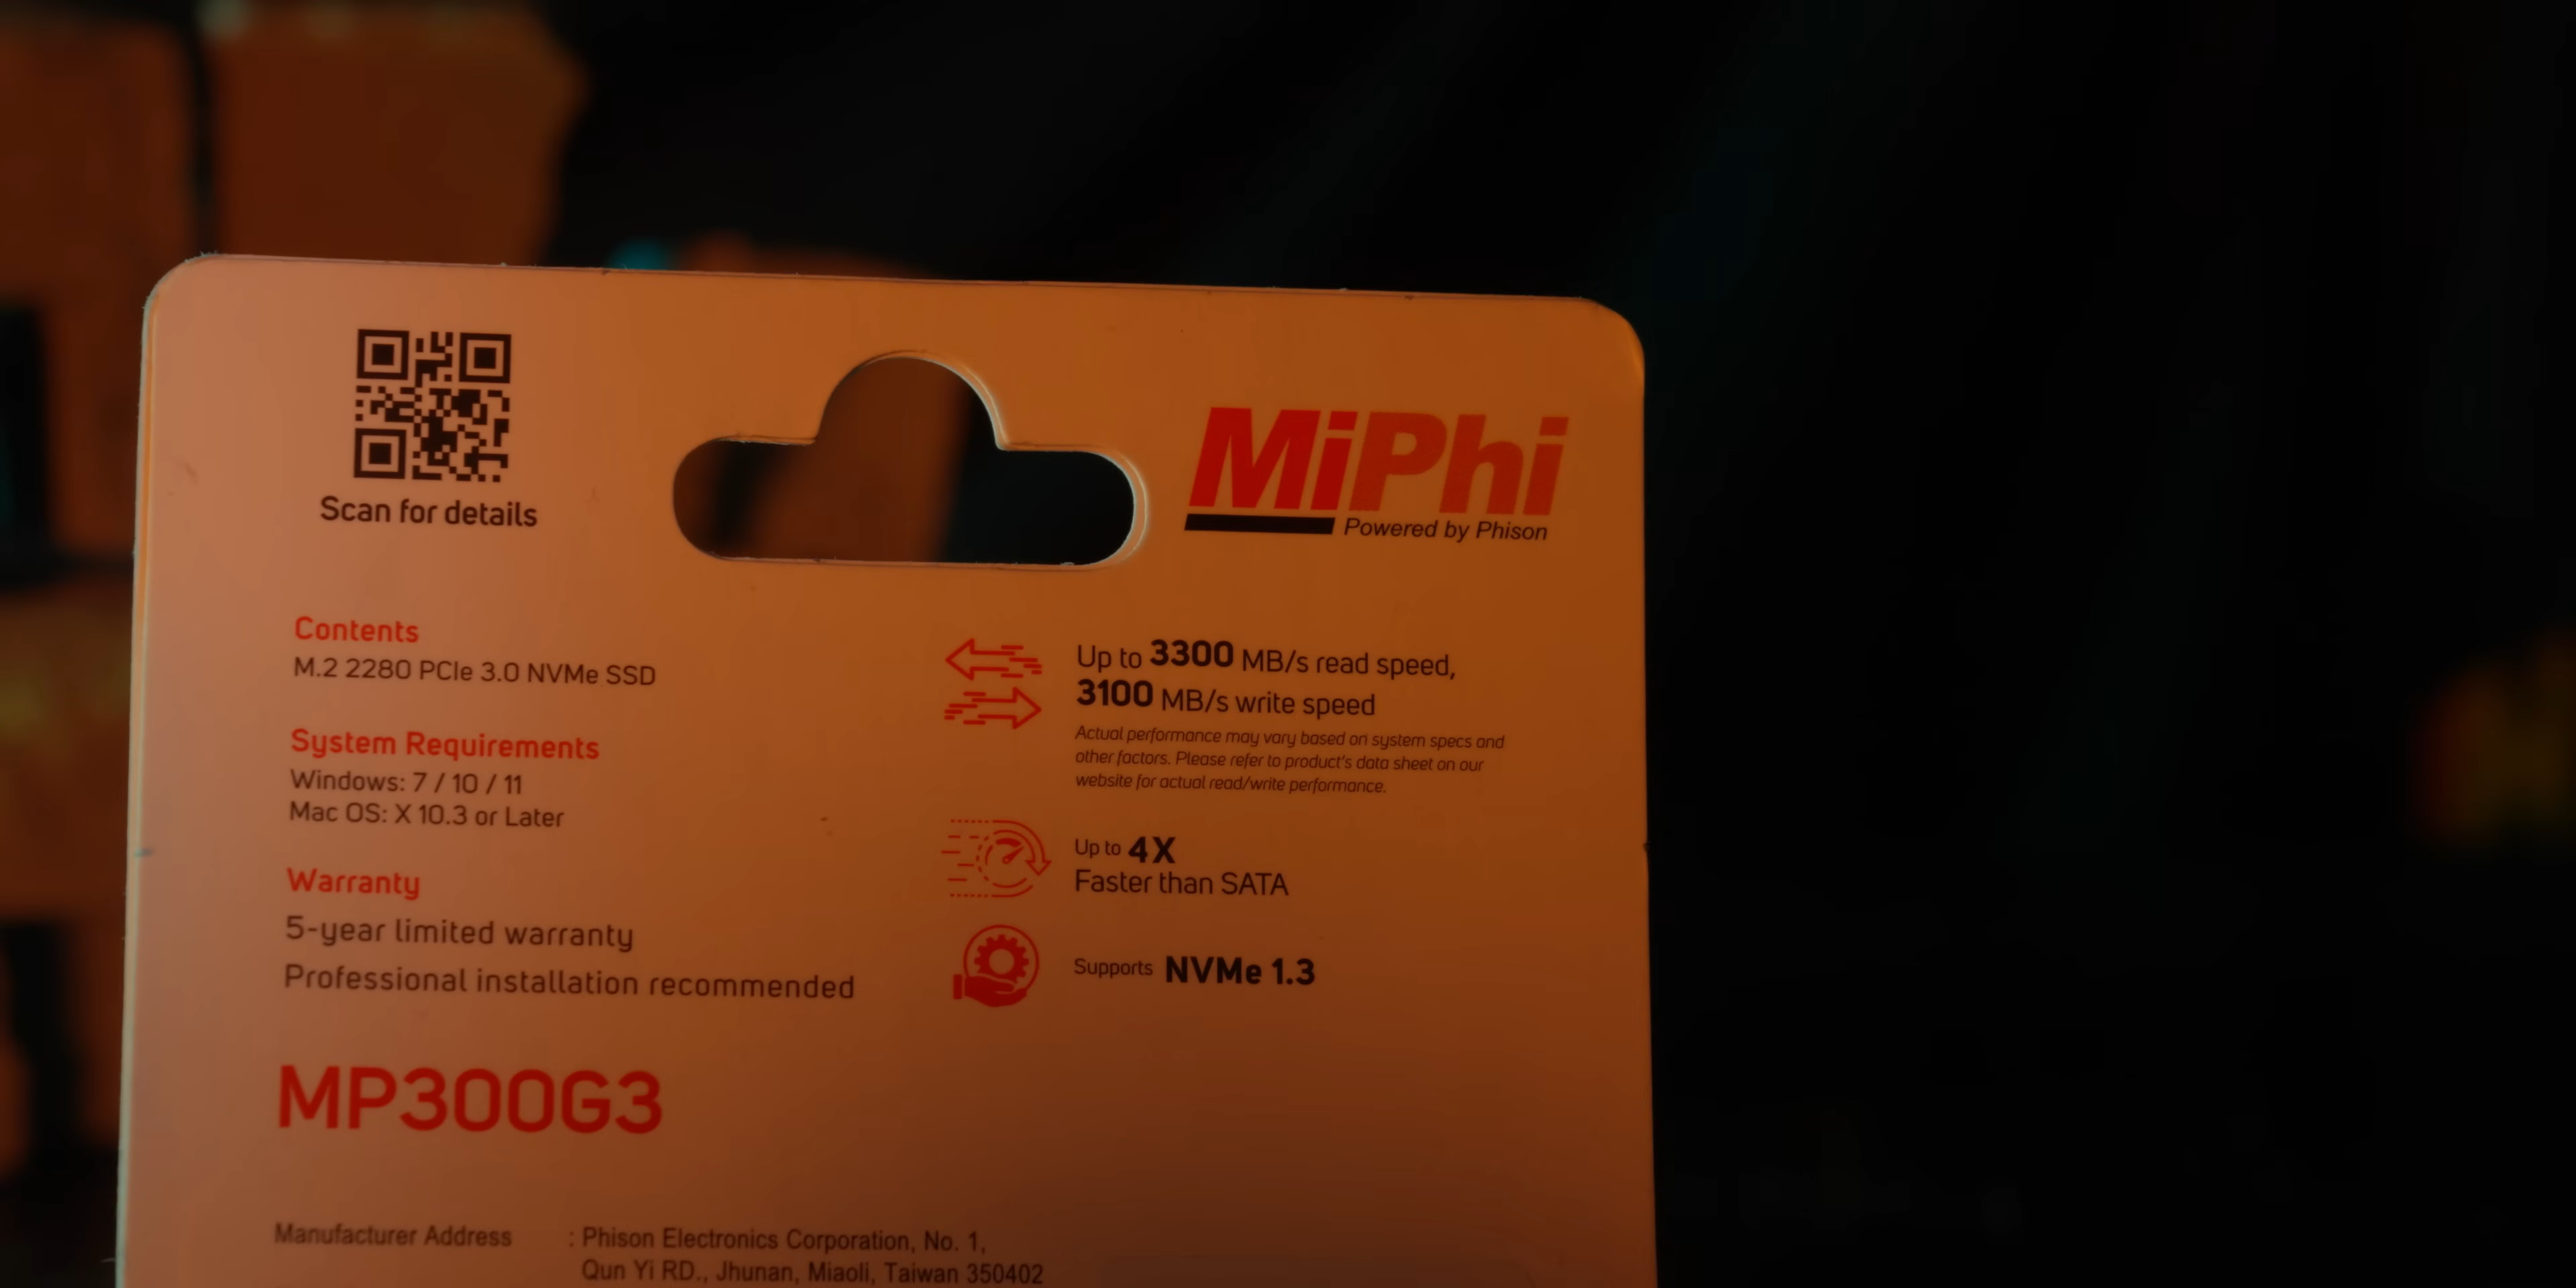 Scan for details
MiPhi
Powered by Phison
Contents
M.2 2280 PCIe 3.0 NVMe SSD
System Requirements
Windows: 7 / 10 / 11
Mac OS: X 10.3 or Later
Warranty
5-year limited warranty
Professional installation recommended
Up to 3300 MB/s read speed,
3100 MB/s write speed
Actual performance may vary based on system specs and
other factors. Please refer to product's data sheet on our
website for actual read/write performance.
Up to 4X
Faster than SATA
Supports NVMe 1.3
MP300G3
Manufacturer Address : Phison Electronics Corporation, No. 1,
Qun Yi RD., Jhunan, Miaoli, Taiwan 350402